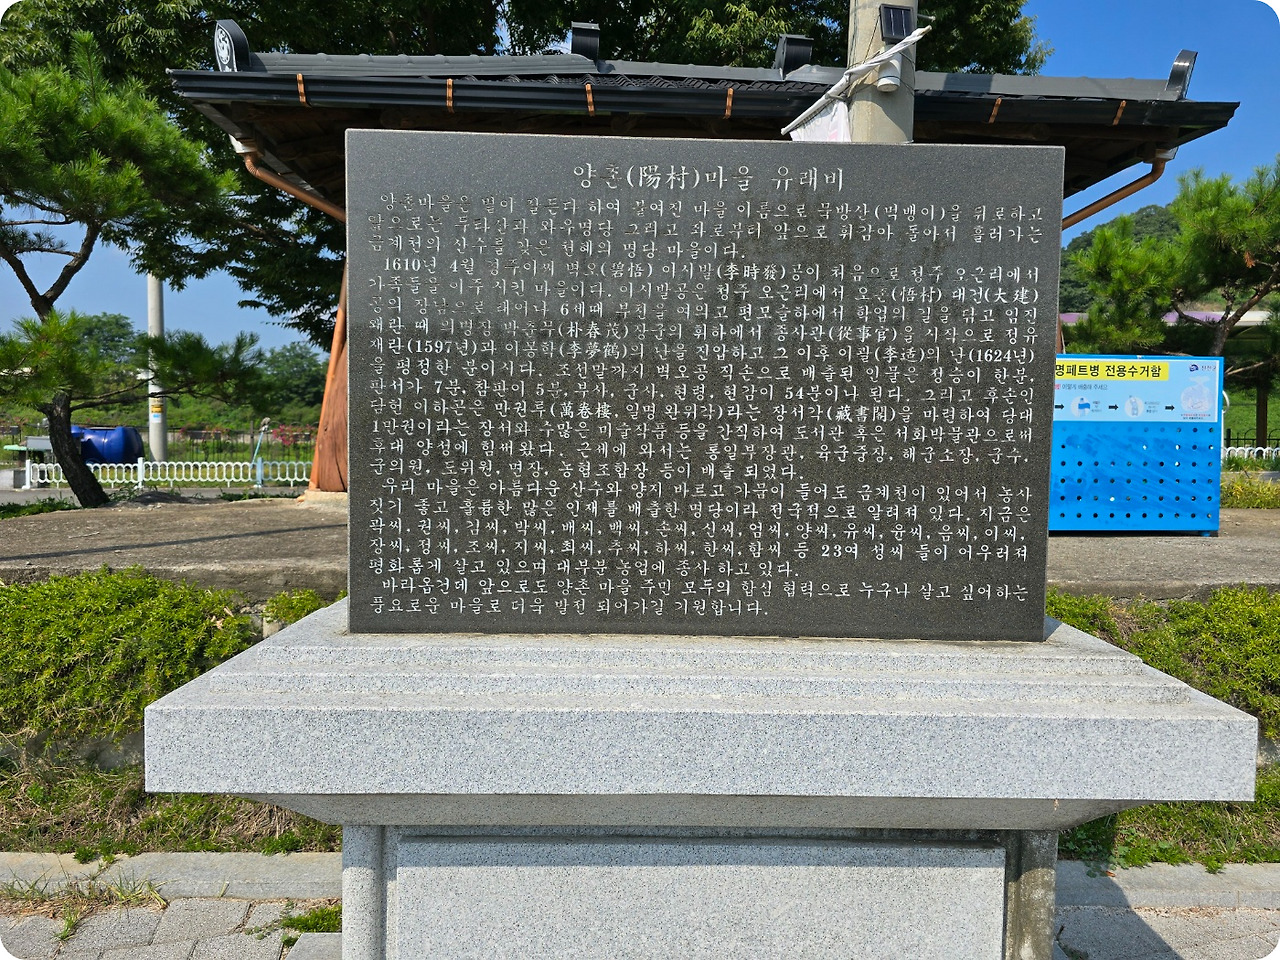 양촌(陽村)마을 유래비
양촌마을은 볕이 잘든다 하여 붙여진 마을 이름으로 묵방산(먹뱅이)을 뒤로하고
앞으로는 두타산과 와우명당 그리고 좌로부터 앞으로 휘감아 돌아서 흘러가는
금계천의 산수를 갖은 천혜의 명당 마을이다.
1610년 4월 경주이씨 벽오(碧悟) 이시발(李時發)공이 처음으로 청주 오근리에서
가족들을 이주 시킨 마을이다. 이시발공은 청주 오근리에서 오촌(悟村) 대건(大建)
공의 장남으로 태어나 6세때 부친을 여의고 편모슬하에서 학업의 길을 닦고 임진
왜란 때 의병장 박춘무(朴春茂)장군의 휘하에서 종사관(從事官)을 시작으로 정유
재란(1597년)과 이몽학(李夢鶴)의 난을 진압하고 그 이후 이괄(李适)의 난(1624년)
을 평정한 분이시다. 조선말까지 벽오공 직손으로 배출된 인물은 정승이 한분,
판서가 7분, 참판이 5분, 부사, 군사, 현령, 현감이 54분이나 된다. 그리고 후손인
담헌 이하곤은 만권루(萬卷樓, 일명 완위각)라는 장서각(藏書閣)을 마련하여 당대
1만권이라는 장서와 수많은 미술작품 등을 간직하여 도서관 혹은 서화박물관으로써
후대 양성에 힘써왔다. 근세에 와서는 통일부장관, 육군중장, 해군소장, 군수,
군의원, 도위원, 면장, 농협조합장 등이 배출 되었다.
우리 마을은 아름다운 산수와 양지 바르고 가뭄이 들어도 금계천이 있어서 농사
짓기 좋고 훌륭한 많은 인재를 배출한 명당이라 전국적으로 알려져 있다. 지금은
곽씨, 권씨, 김씨, 박씨, 배씨, 백씨, 손씨, 신씨, 엄씨, 양씨, 유씨, 윤씨, 음씨, 이씨,
장씨, 정씨, 조씨, 지씨, 최씨, 추씨, 하씨, 한씨, 함씨 등 23여 성씨 들이 어우러져
평화롭게 살고 있으며 대부분 농업에 종사 하고 있다.
바라옵건데 앞으로도 양촌 마을 주민 모두의 합심 협력으로 누구나 살고 싶어하는
풍요로운 마을로 더욱 발전 되어가길 기원합니다.
명페트병 전용수거함